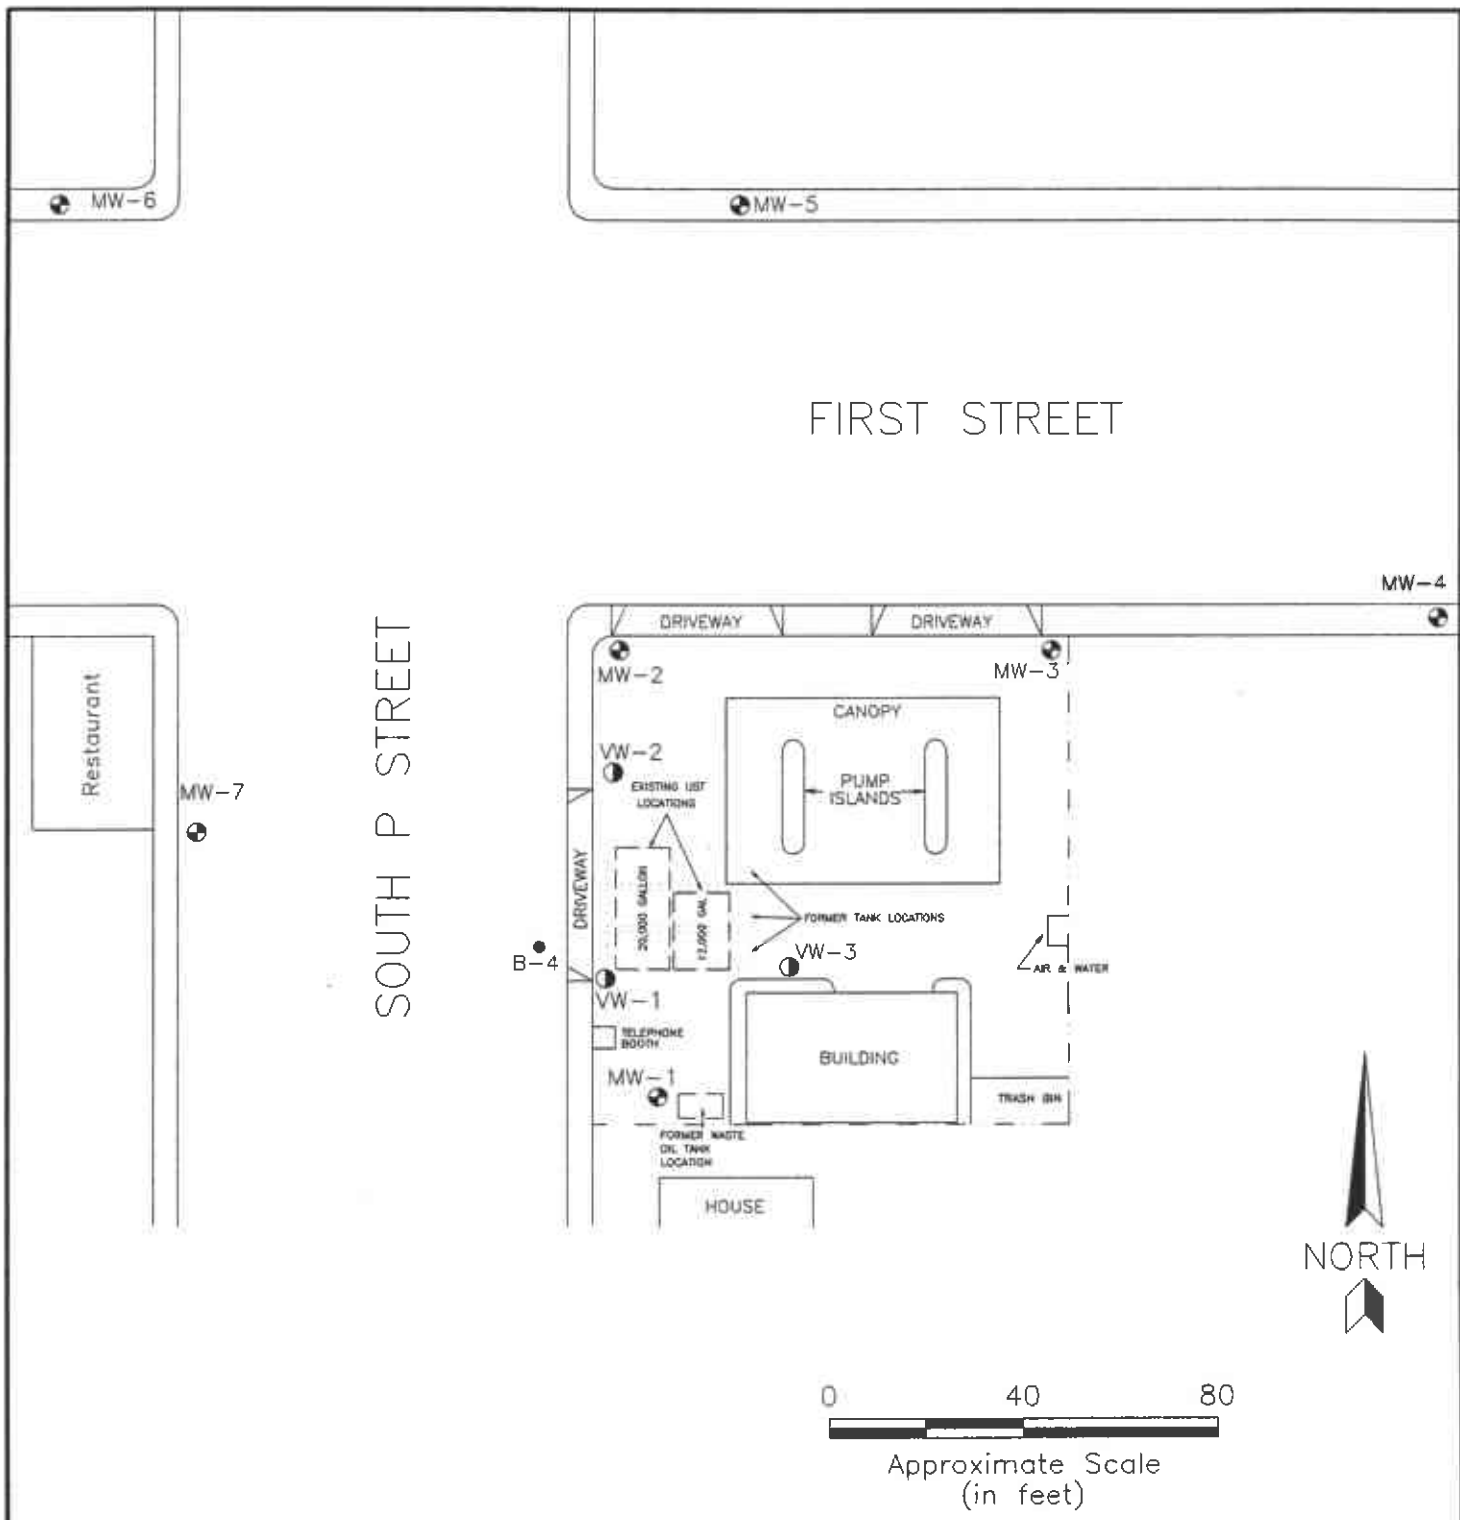 MW-6
MW-5
FIRST STREET
MW-4
DRIVEWAY
DRIVEWAY
MW-2
MW-3
CANOPY
Restaurant
SOUTH P STREET
VW-2
EXISTING UST
LOCATIONS
PUMP
ISLANDS
MW-7
DRIVEWAY
20,000 GALLON
12,000 GAL
FORMER TANK LOCATIONS
B-4
VW-3
AIR & WATER
VW-1
TELEPHONE
BOOTH
BUILDING
MW-1
TRASH BIN
FORMER WASTE
OIL TANK
LOCATION
HOUSE
NORTH
0 40 80
Approximate Scale
(in feet)